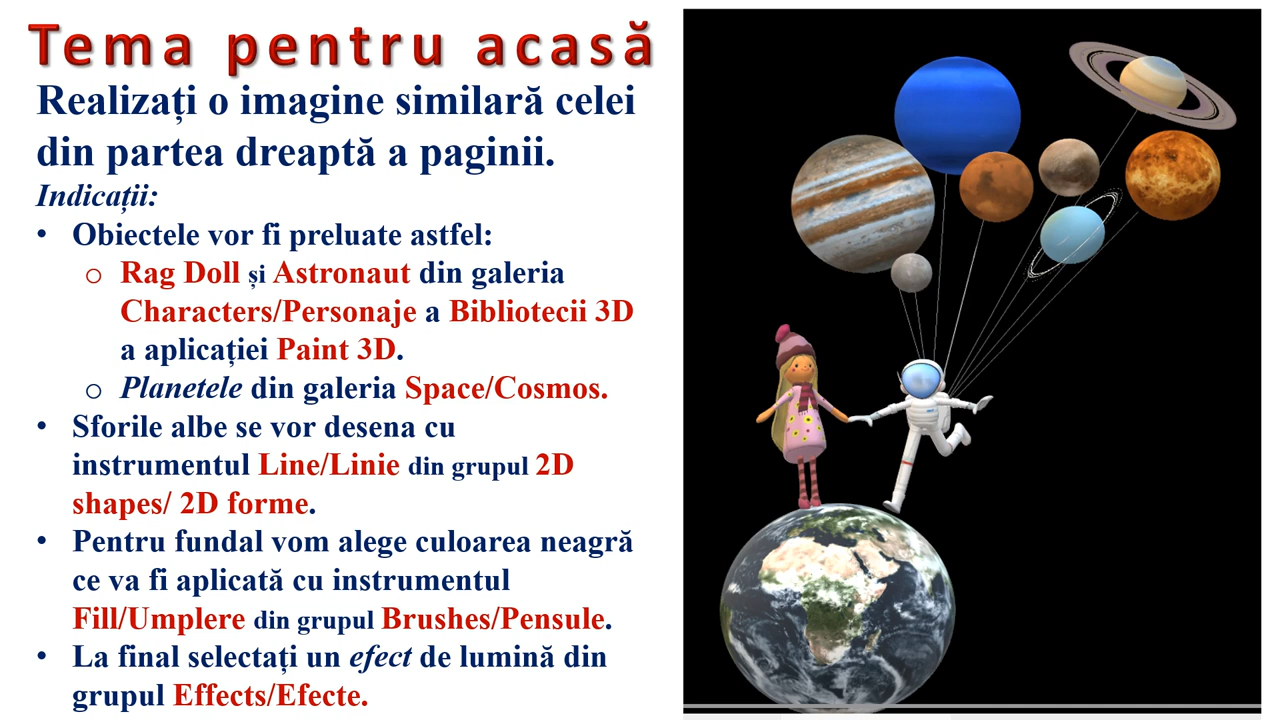 Tema pentru acasă
Realizați o imagine similară celei
din partea dreaptă a paginii.
Indicații:
• Obiectele vor fi preluate astfel:
o Rag Doll și Astronaut din galeria
Characters/Personaje a Bibliotecii 3D
a aplicației Paint 3D.
o Planetele din galeria Space/Cosmos.
• Sforile albe se vor desena cu
instrumentul Line/Linie din grupul 2D
shapes/ 2D forme.
• Pentru fundal vom alege culoarea neagră
ce va fi aplicată cu instrumentul
Fill/Umplere din grupul Brushes/Pensule.
• La final selectați un efect de lumină din
grupul Effects/Efecte.